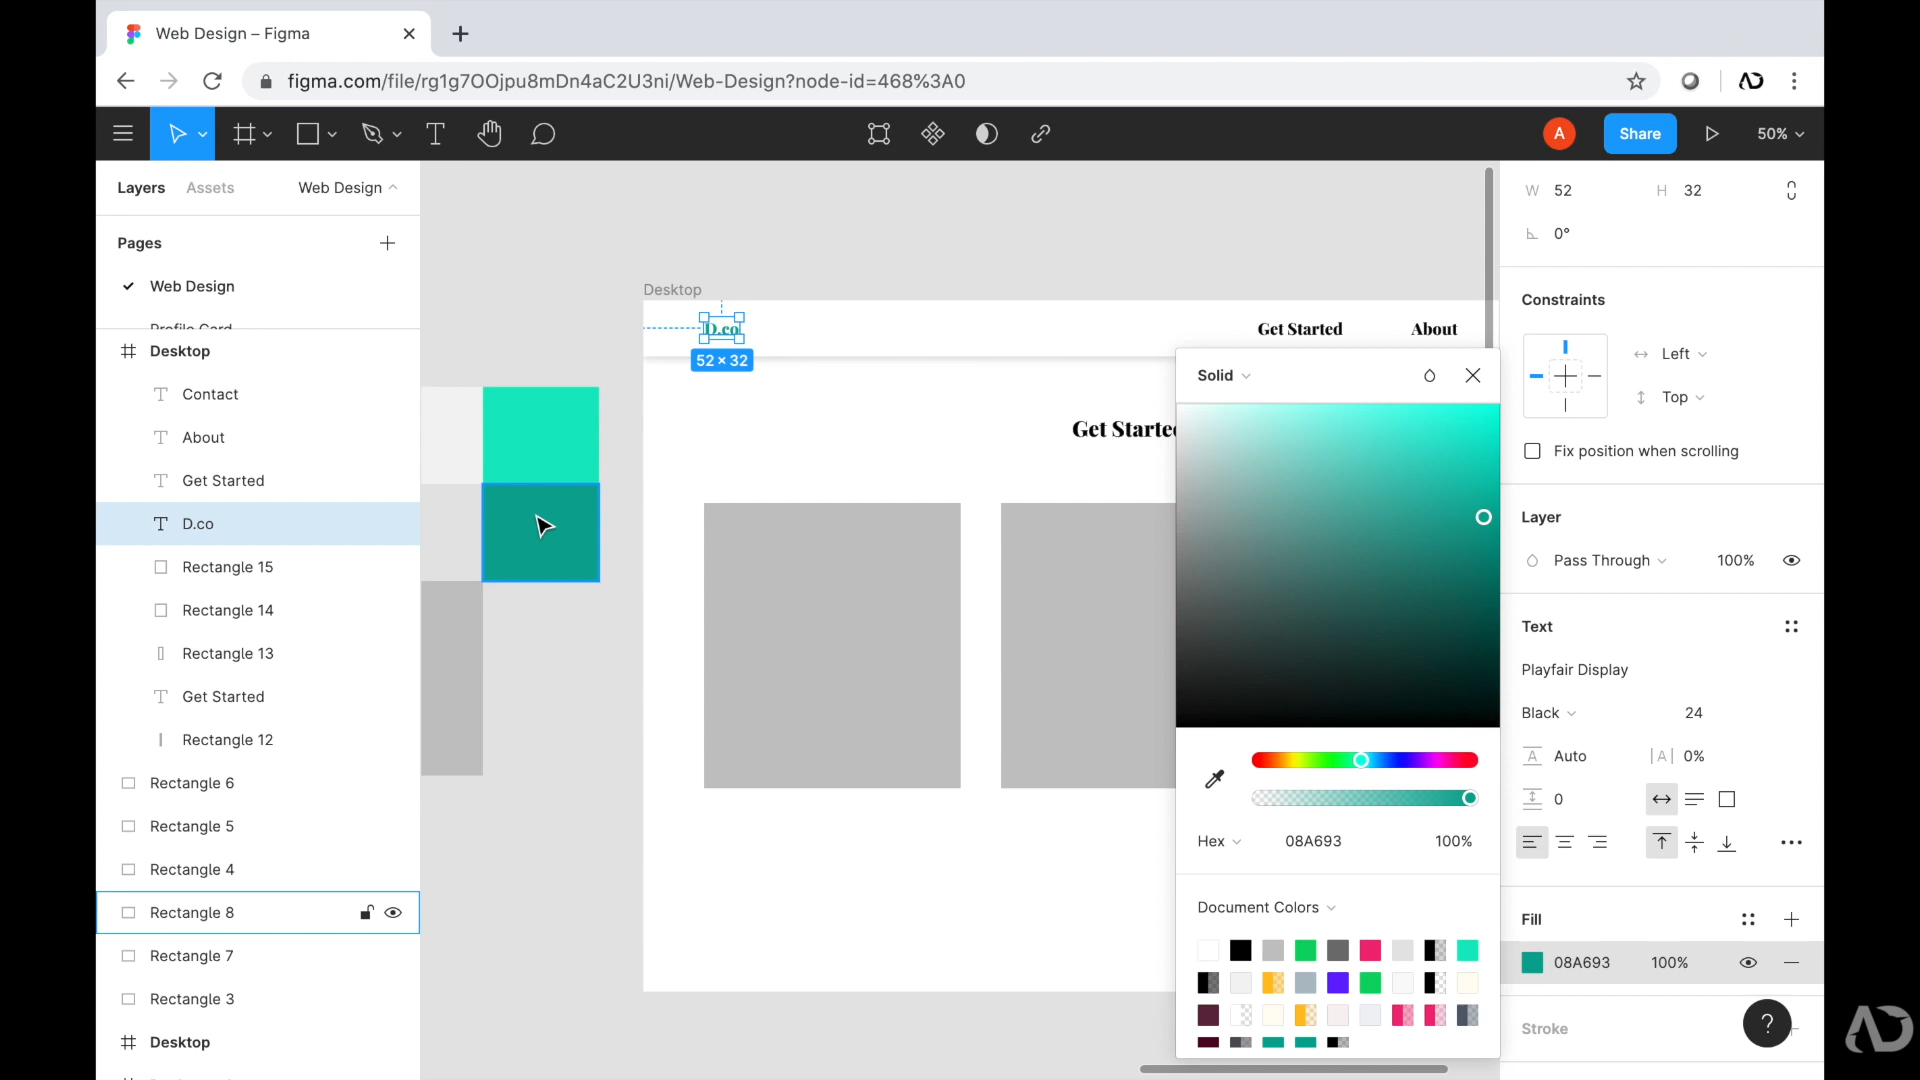 Web Design – Figma
figma.com/file/rg1g7OOjpu8mDn4aC2U3ni/Web-Design?node-id=468%3A0
A
Share
50%
Layers
Assets
Web Design
Pages
Web Design
Profile Card
Desktop
Contact
About
Get Started
D.co
Rectangle 15
Rectangle 14
Rectangle 13
Get Started
Rectangle 12
Rectangle 6
Rectangle 5
Rectangle 4
Rectangle 8
Rectangle 7
Rectangle 3
Desktop
Desktop
D.co
52 × 32
Get Started
About
Get Started
Solid
Hex
08A693
100%
Document Colors
W 52
H 32
0°
Constraints
Left
Top
Fix position when scrolling
Layer
Pass Through
100%
Text
Playfair Display
Black
24
A Auto
|A| 0%
0
Fill
08A693
100%
Stroke
?